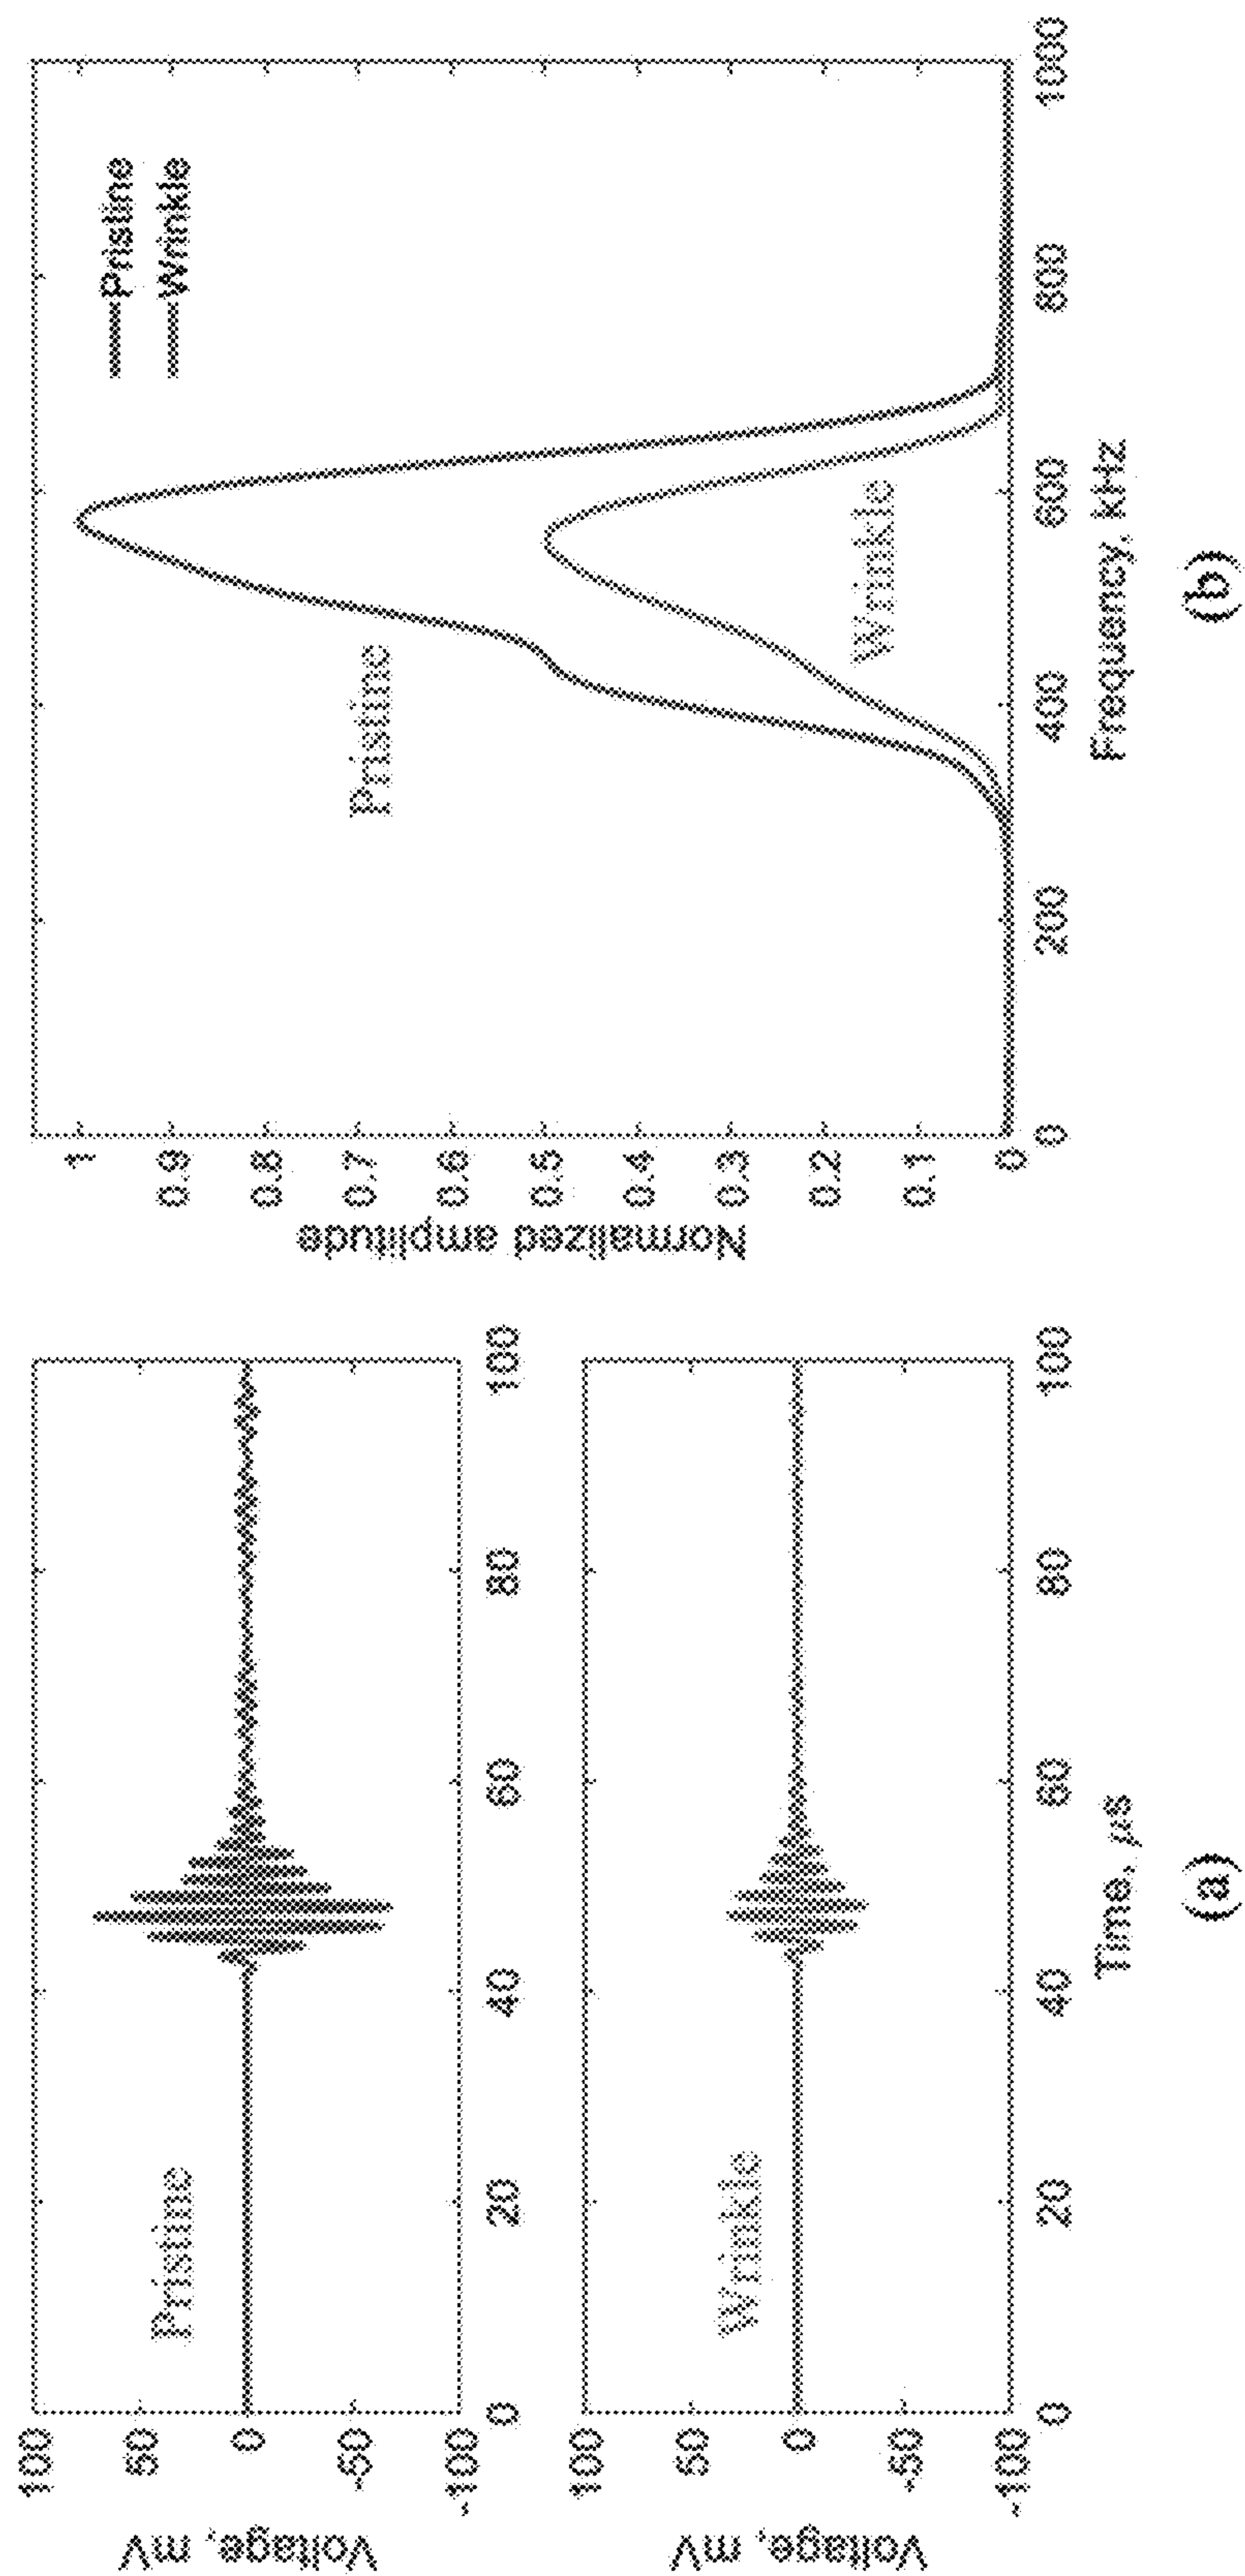 100
50
0
-50
-100
Voltage, mV
Pristine
0 20 40 60 80 100
100
50
0
-50
-100
Voltage, mV
Wrinkle
0 20 40 60 80 100
Time, μs
(a)
Normalized amplitude
1
0.9
0.8
0.7
0.6
0.5
0.4
0.3
0.2
0.1
0
Pristine
Wrinkle
Pristine
Wrinkle
0 200 400 600 800 1000
Frequency, kHz
(b)